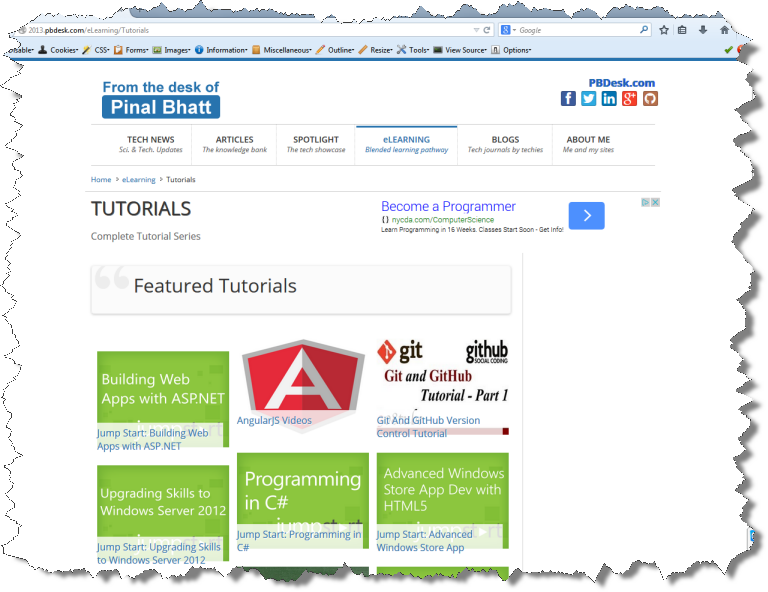 2013.pbdesk.com/eLearning/Tutorials
Google
Cookies CSS Forms Images Information Miscellaneous Outline Resize Tools View Source Options
From the desk of
Pinal Bhatt
PBDesk.com
TECH NEWS ARTICLES SPOTLIGHT eLEARNING BLOGS ABOUT ME
Sci. & Tech. Updates The knowledge bank The tech showcase Blended learning pathway Tech journals by techies Me and my sites
Home > eLearning > Tutorials
TUTORIALS
Complete Tutorial Series
Become a Programmer
nycda.com/ComputerScience
Learn Programming in 16 Weeks. Classes Start Soon - Get Info!
Featured Tutorials
Building Web
Apps with ASP.NET
Jump Start: Building Web
Apps with ASP.NET
A
AngularJS Videos
git github
SOCIAL CODING
Git and GitHub
Tutorial - Part 1
Git And GitHub Version
Control Tutorial
Upgrading Skills to
Windows Server 2012
Jump Start: Upgrading Skills
to Windows Server 2012
Programming
in C#
jumpstart
Jump Start: Programming in
C#
Advanced Windows
Store App Dev with
HTML5
Jump Start: Advanced
Windows Store App